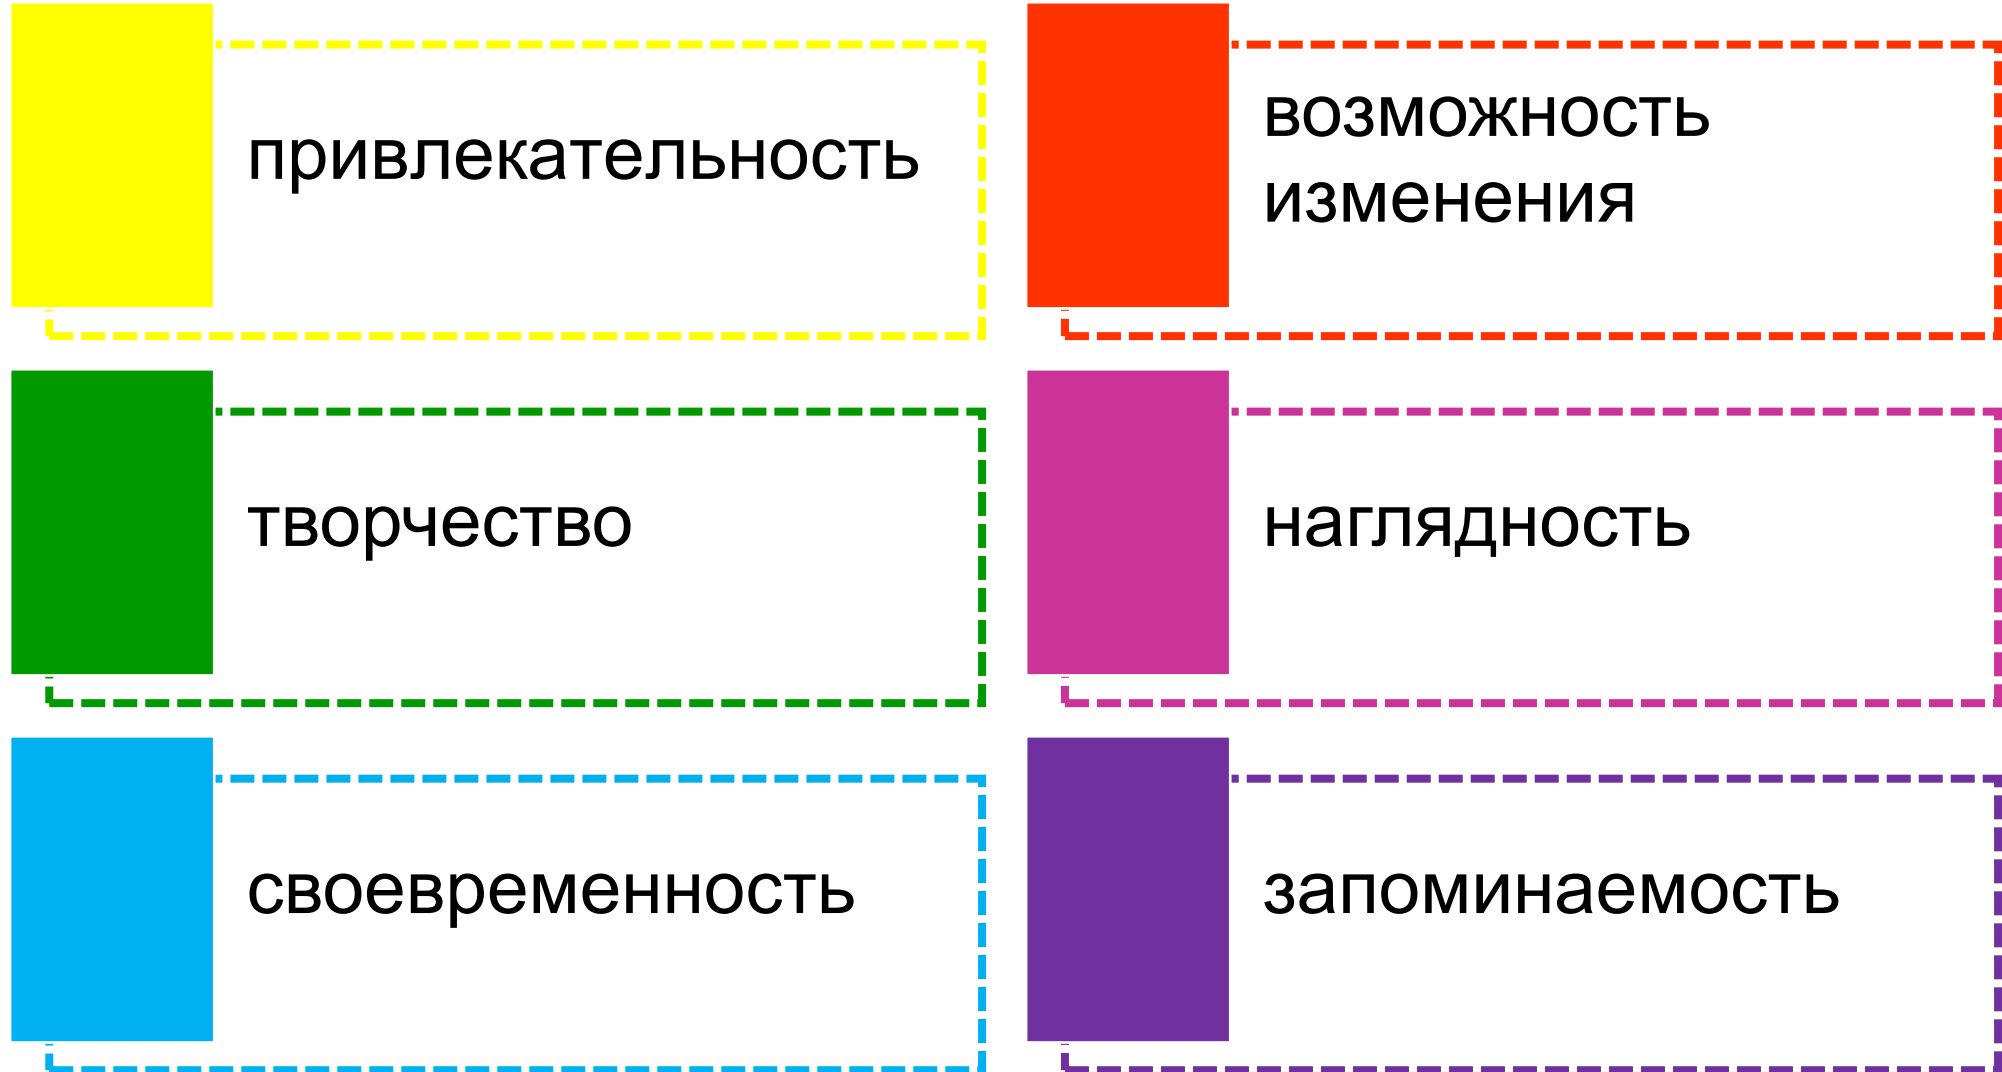 привлекательность
возможность
изменения
творчество
наглядность
своевременность
запоминаемость